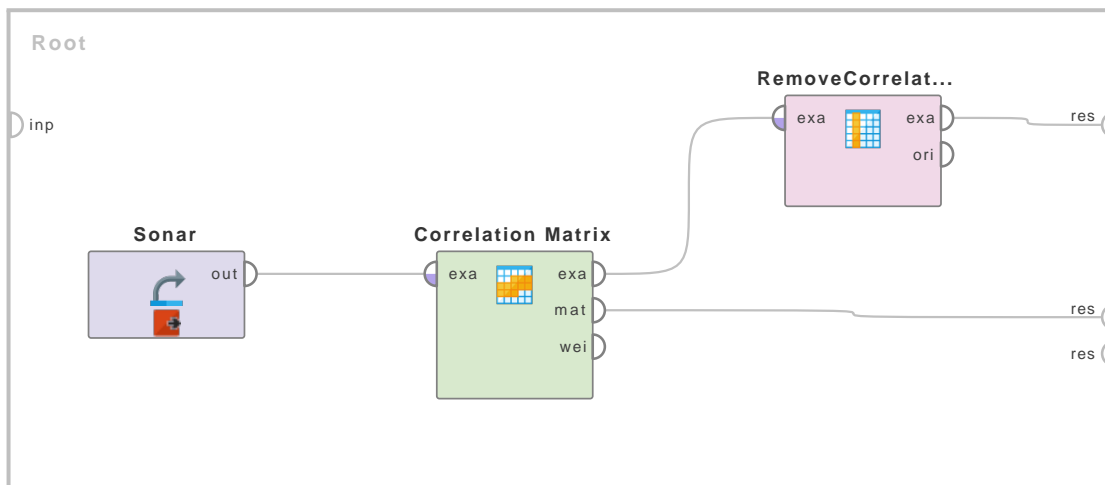 Root
inp
RemoveCorrelat...
exa
exa
res
ori
Sonar
out
Correlation Matrix
exa
exa
mat
res
wei
res